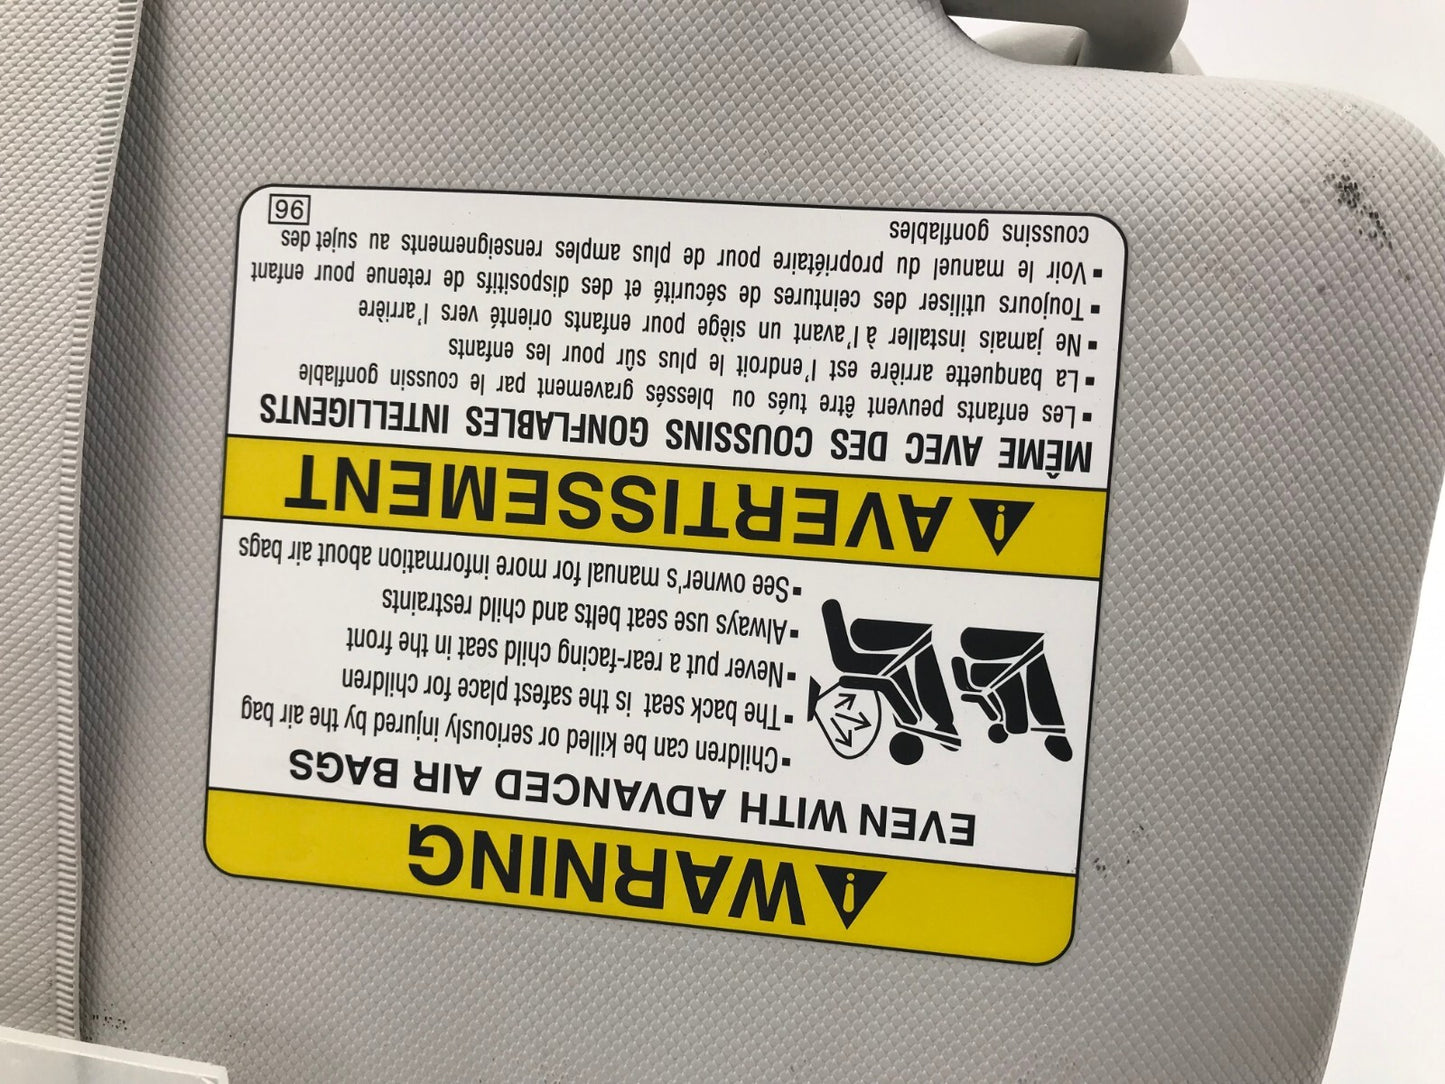 WARNING
EVEN WITH ADVANCED AIR BAGS
▪Children can be killed or seriously injured by the air bag
▪The back seat is the safest place for children
▪Never put a rear-facing child seat in the front
▪Always use seat belts and child restraints
▪See owner's manual for more information about air bags
AVERTISSEMENT
MÊME AVEC DES COUSSINS GONFLABLES INTELLIGENTS
▪Les enfants peuvent être tués ou blessés gravement par le coussin gonflable
▪La banquette arrière est l'endroit le plus sûr pour les enfants
▪Ne jamais installer à l'avant un siège pour enfants orienté vers l'arrière
▪Toujours utiliser des ceintures de sécurité et des dispositifs de retenue pour enfant
▪Voir le manuel du propriétaire pour de plus amples renseignements au sujet des
coussins gonflables
96